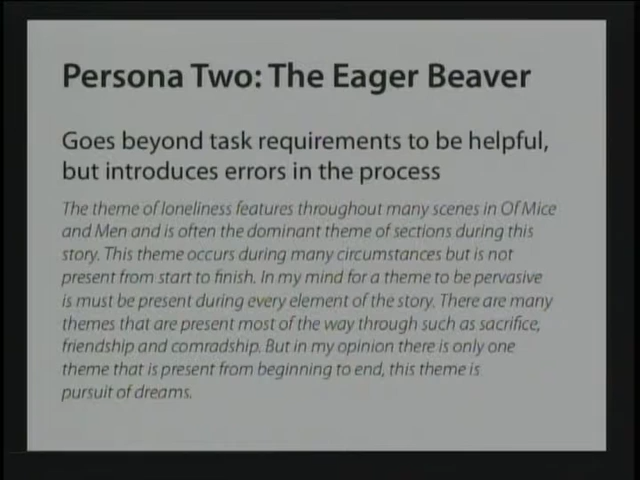 Persona Two: The Eager Beaver
Goes beyond task requirements to be helpful,
but introduces errors in the process
The theme of loneliness features throughout many scenes in Of Mice
and Men and is often the dominant theme of sections during this
story. This theme occurs during many circumstances but is not
present from start to finish. In my mind for a theme to be pervasive
is must be present during every element of the story. There are many
themes that are present most of the way through such as sacrifice,
friendship and comradship. But in my opinion there is only one
theme that is present from beginning to end, this theme is
pursuit of dreams.